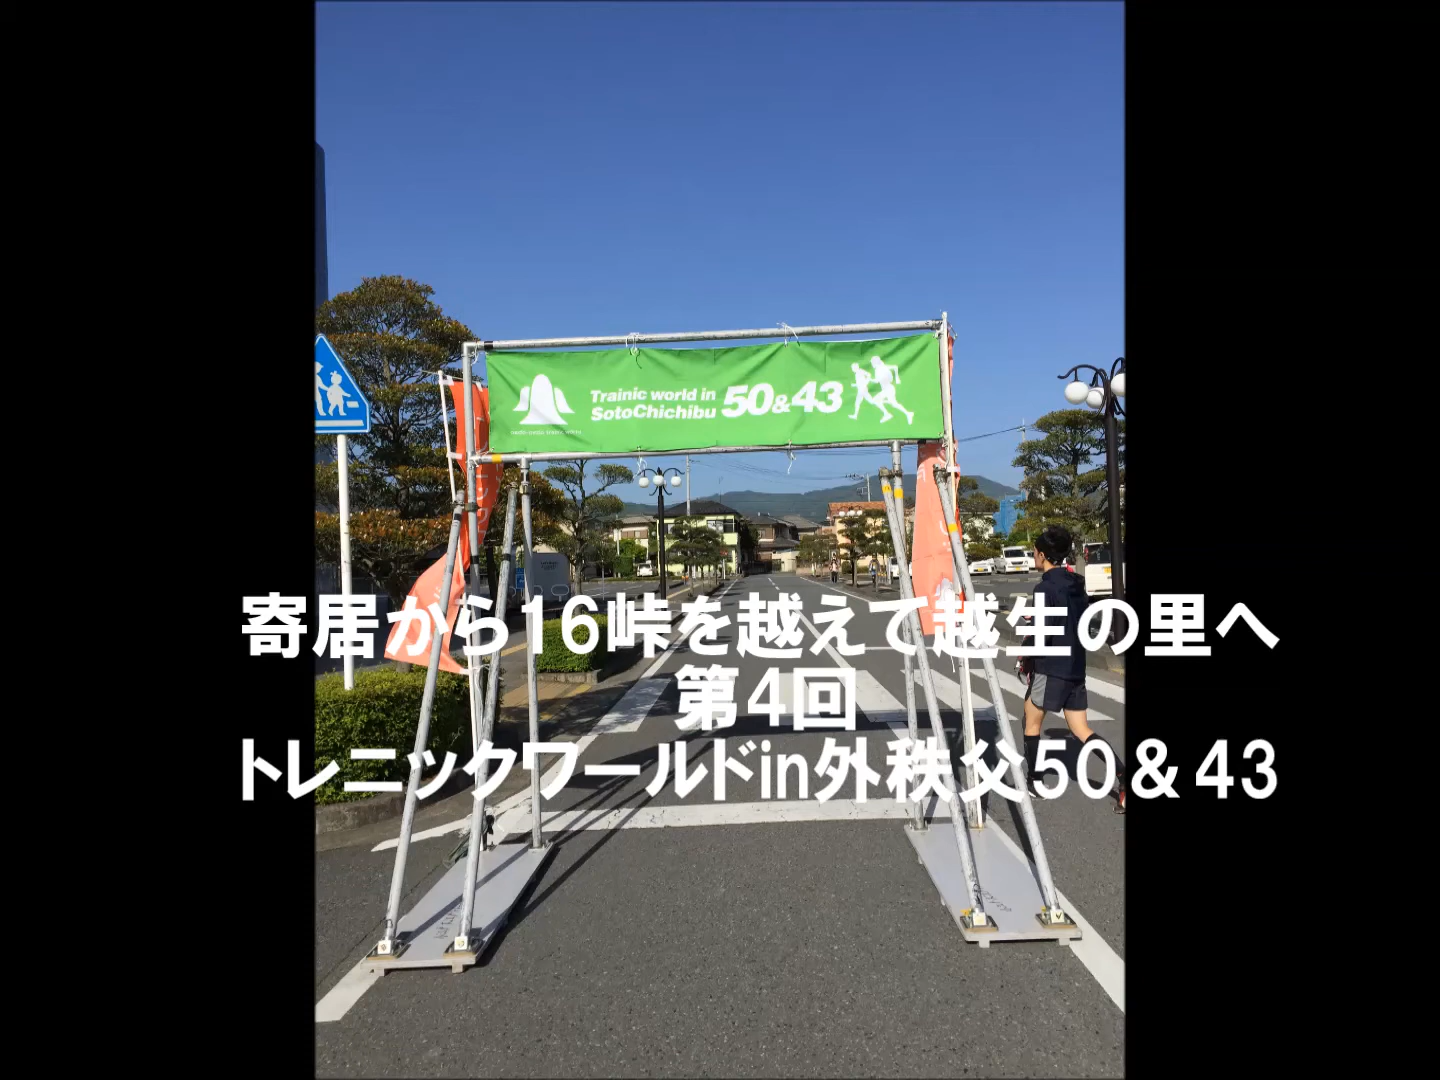 Trainic world in
SotoChichibu
50&43
寄居から16峠を越えて越生の里へ
第4回
トレニックワールドin外秩父50＆43